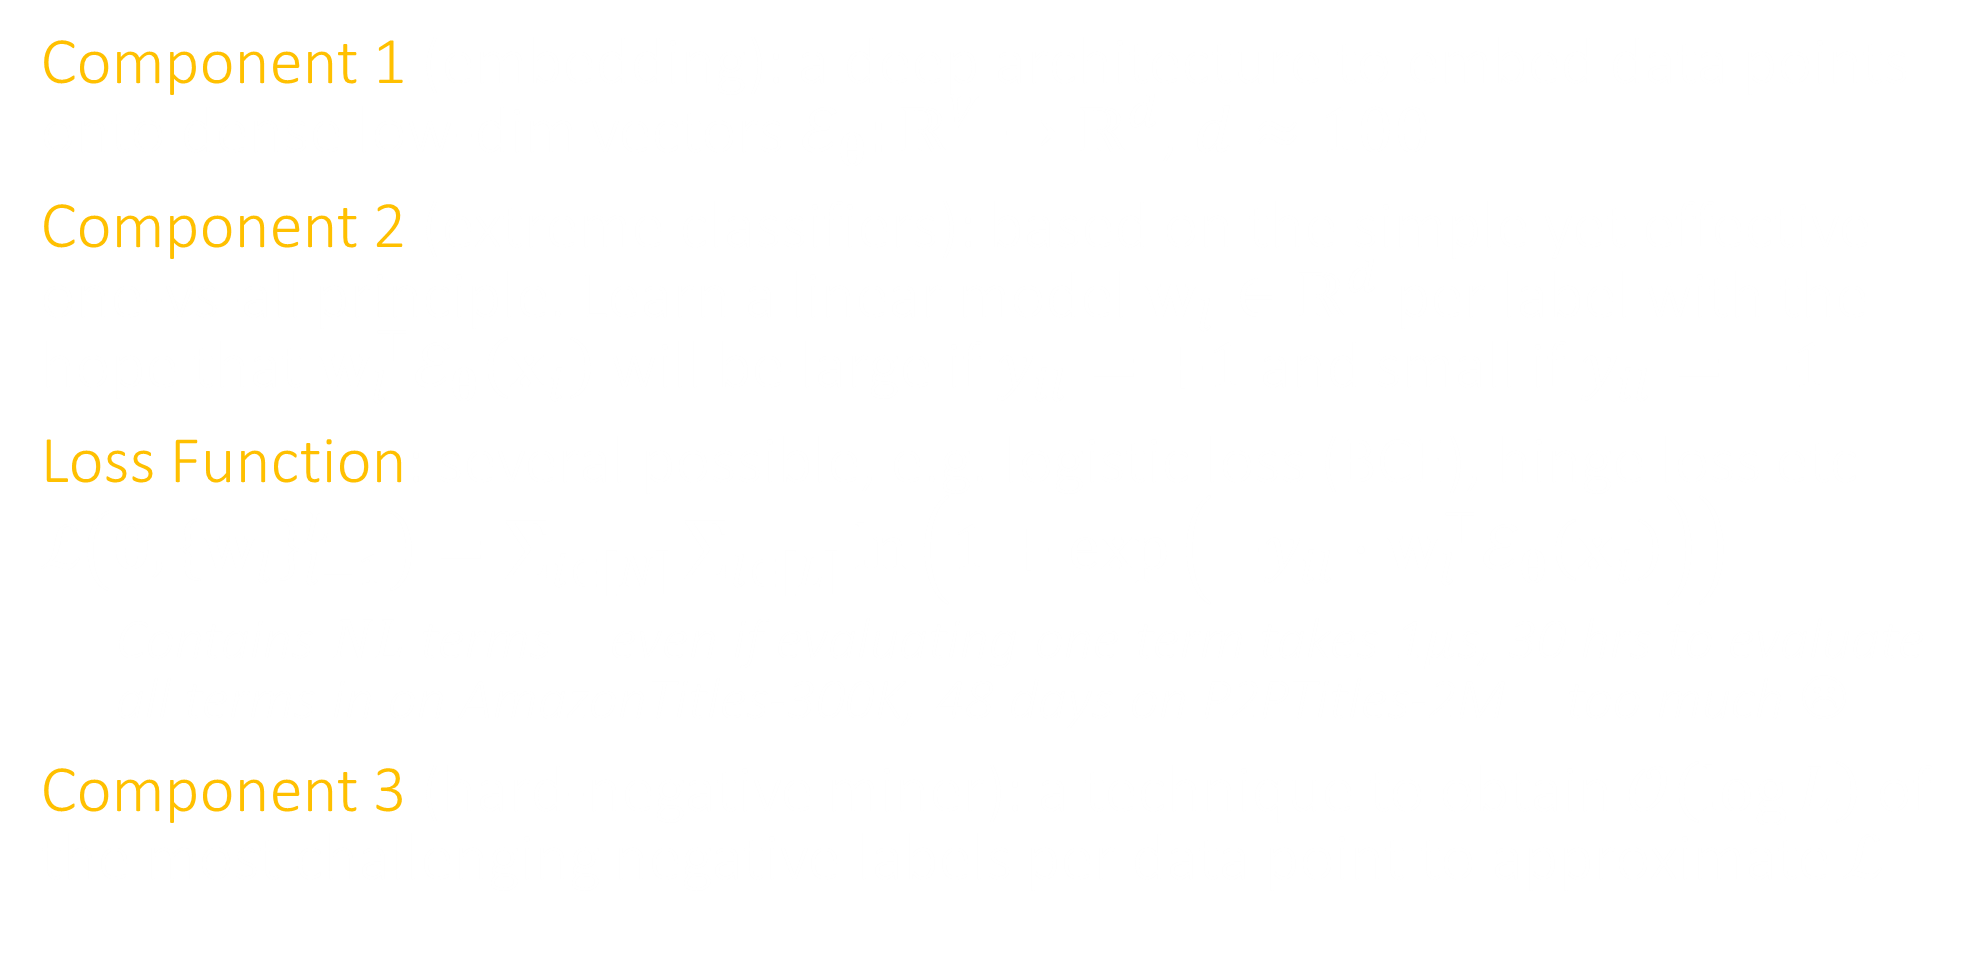 Component 1
Component 2
Loss Function
Component 3